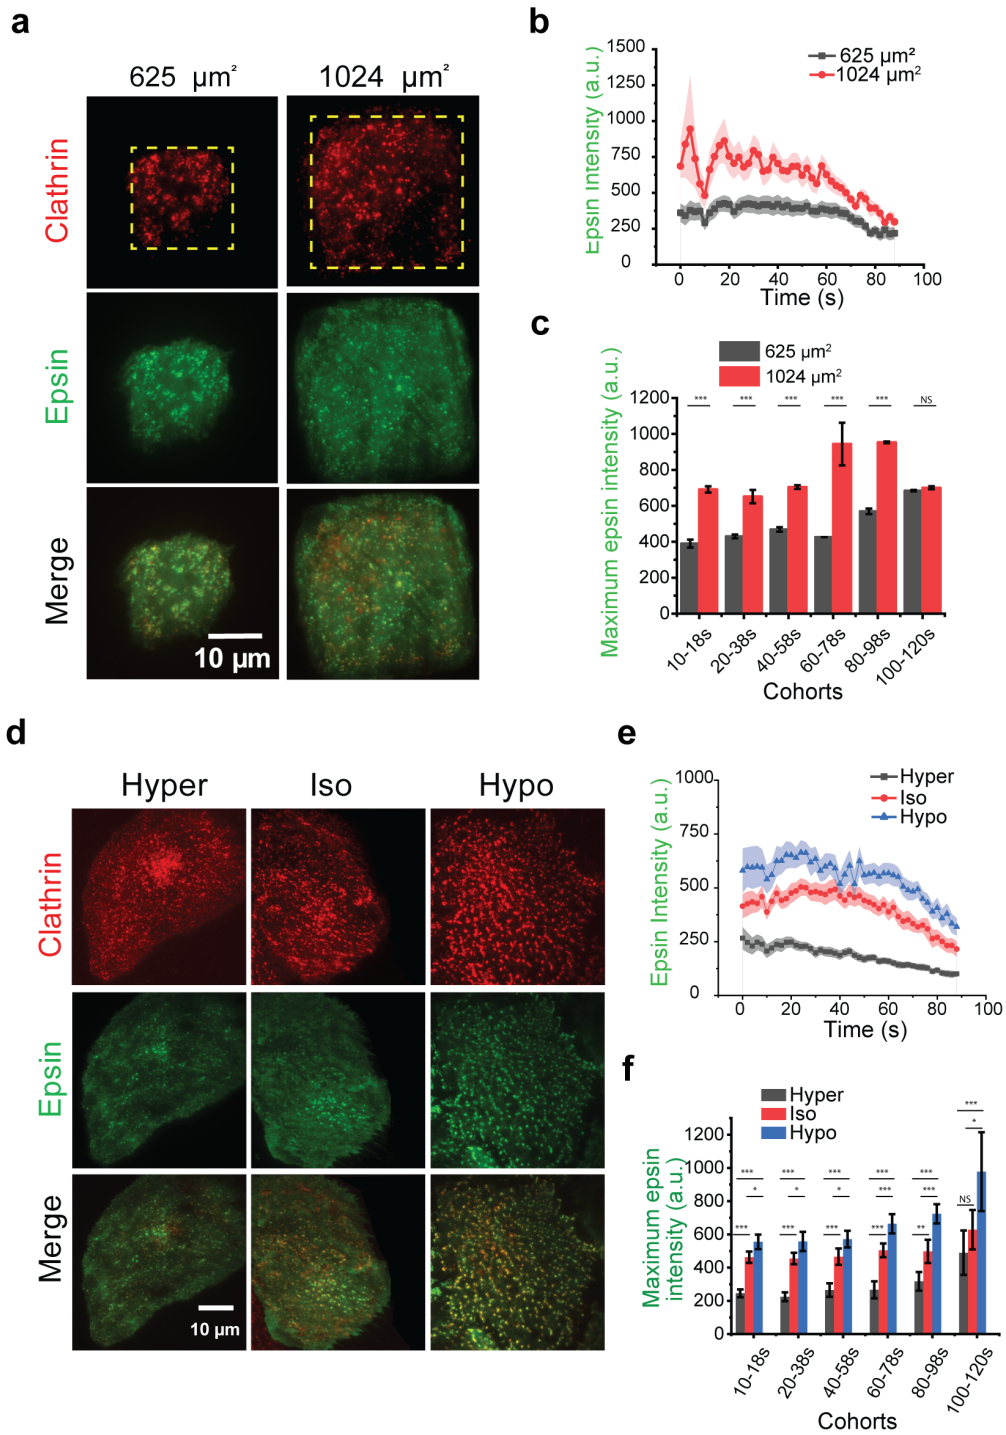 a
625 µm²
1024 µm²
Clathrin
Epsin
Merge
10 µm
b
Epsin Intensity (a.u.)
1500
1250
1000
750
500
250
0
625 µm²
1024 µm²
0
20
40
60
80
100
Time (s)
c
625 µm²
1024 µm²
Maximum epsin intensity (a.u.)
1200
1000
800
600
400
200
0
***
***
***
***
***
NS
10-18s
20-38s
40-58s
60-78s
80-98s
100-120s
Cohorts
d
Hyper
Iso
Hypo
Clathrin
Epsin
Merge
10 µm
e
Epsin Intensity (a.u.)
1000
750
500
250
0
Hyper
Iso
Hypo
0
20
40
60
80
100
Time (s)
f
Hyper
Iso
Hypo
Maximum epsin
intensity (a.u.)
1200
1000
800
600
400
200
0
***
*
***
***
*
***
***
*
***
***
***
***
***
***
**
***
*
NS
10-18s
20-38s
40-58s
60-78s
80-98s
100-120s
Cohorts